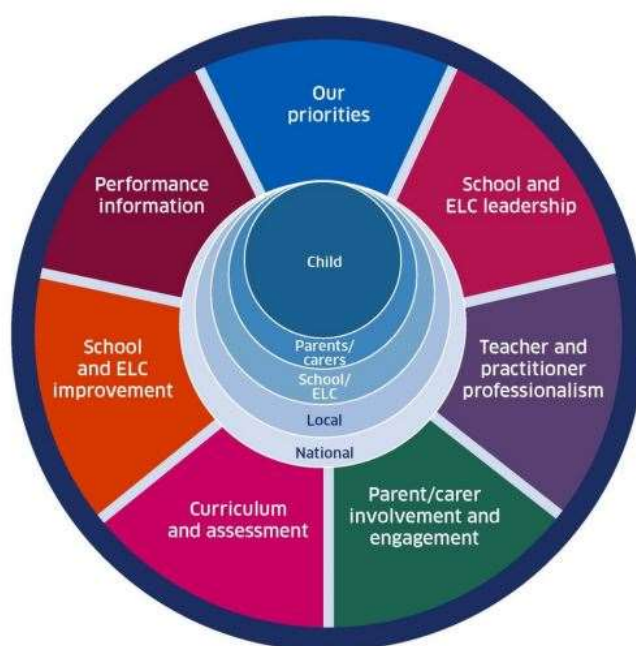 Our
priorities
School and
ELC leadership
Teacher and
practitioner
professionalism
Parent/carer
involvement and
engagement
Curriculum
and assessment
School
and ELC
improvement
Performance
information
Child
Parents/
carers
School/
ELC
Local
National